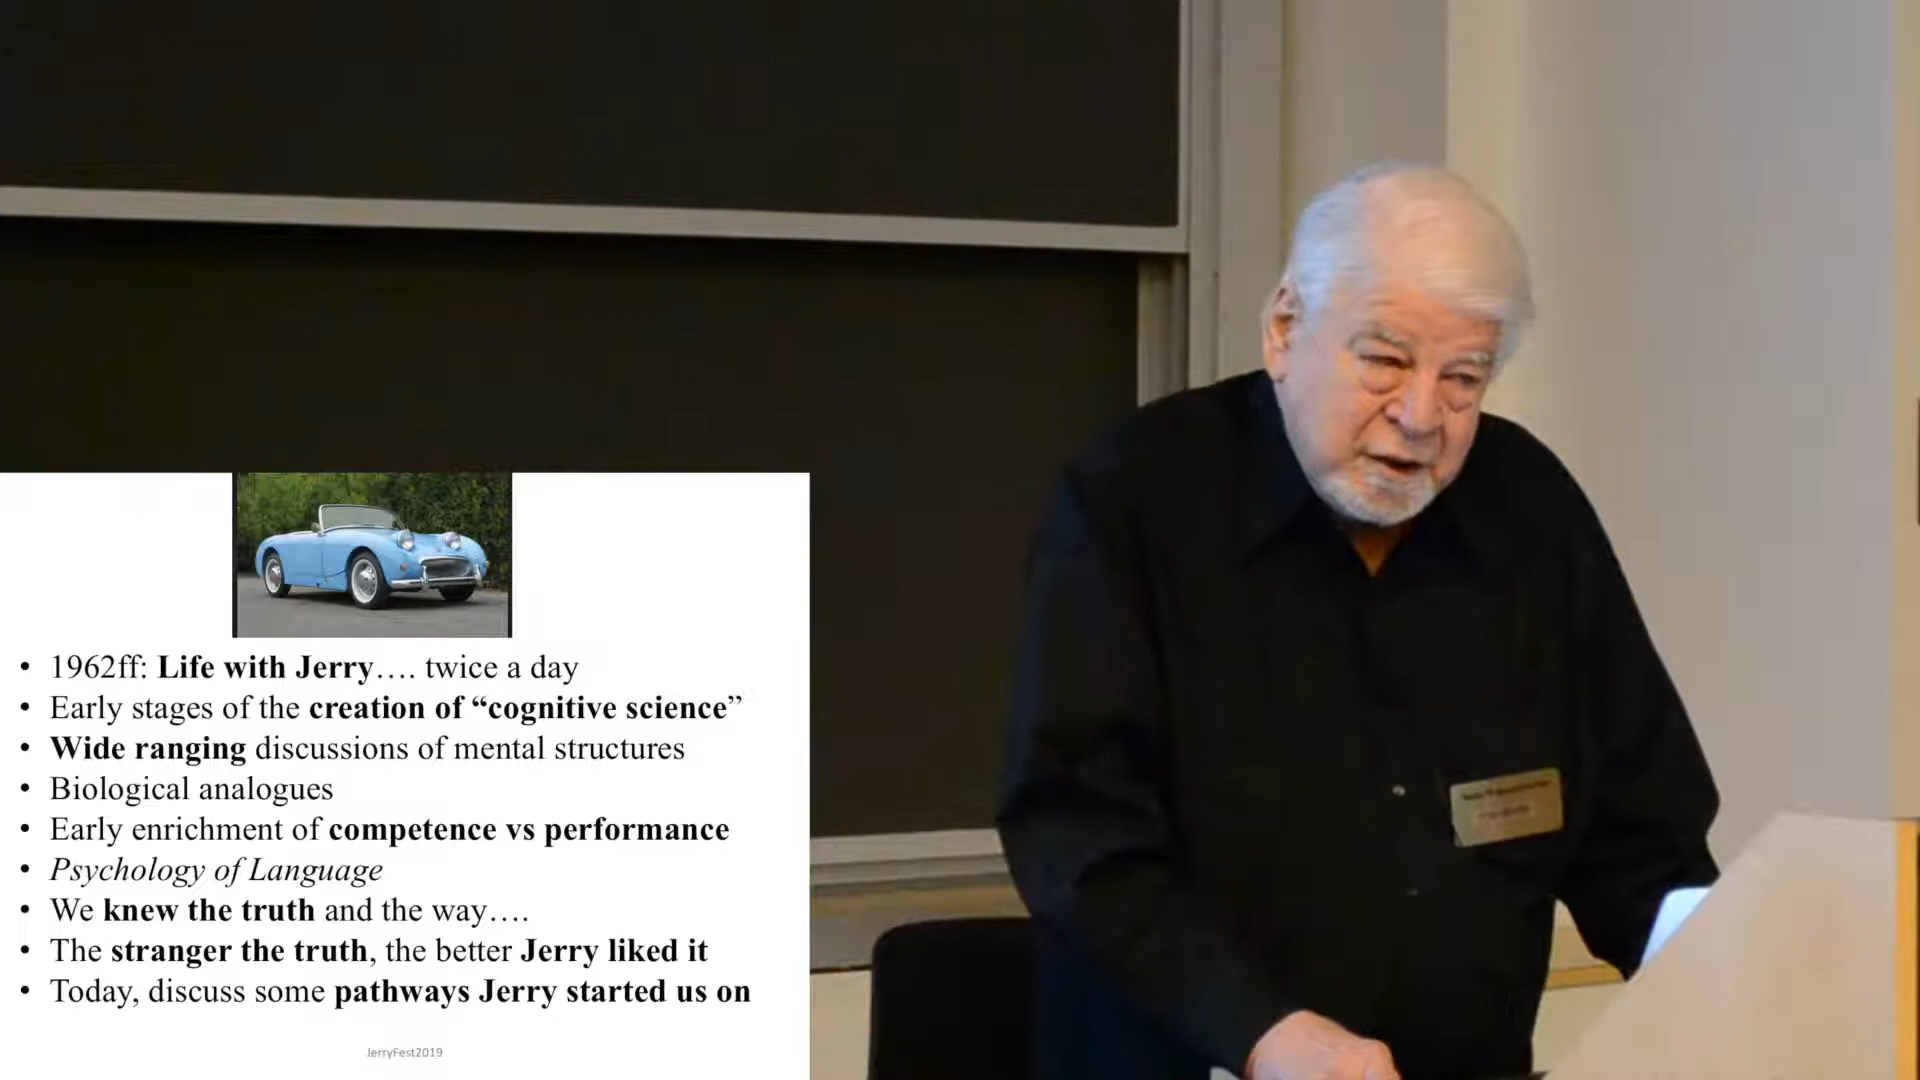 • 1962ff: Life with Jerry…. twice a day
• Early stages of the creation of “cognitive science”
• Wide ranging discussions of mental structures
• Biological analogues
• Early enrichment of competence vs performance
• Psychology of Language
• We knew the truth and the way….
• The stranger the truth, the better Jerry liked it
• Today, discuss some pathways Jerry started us on
JerryFest2019